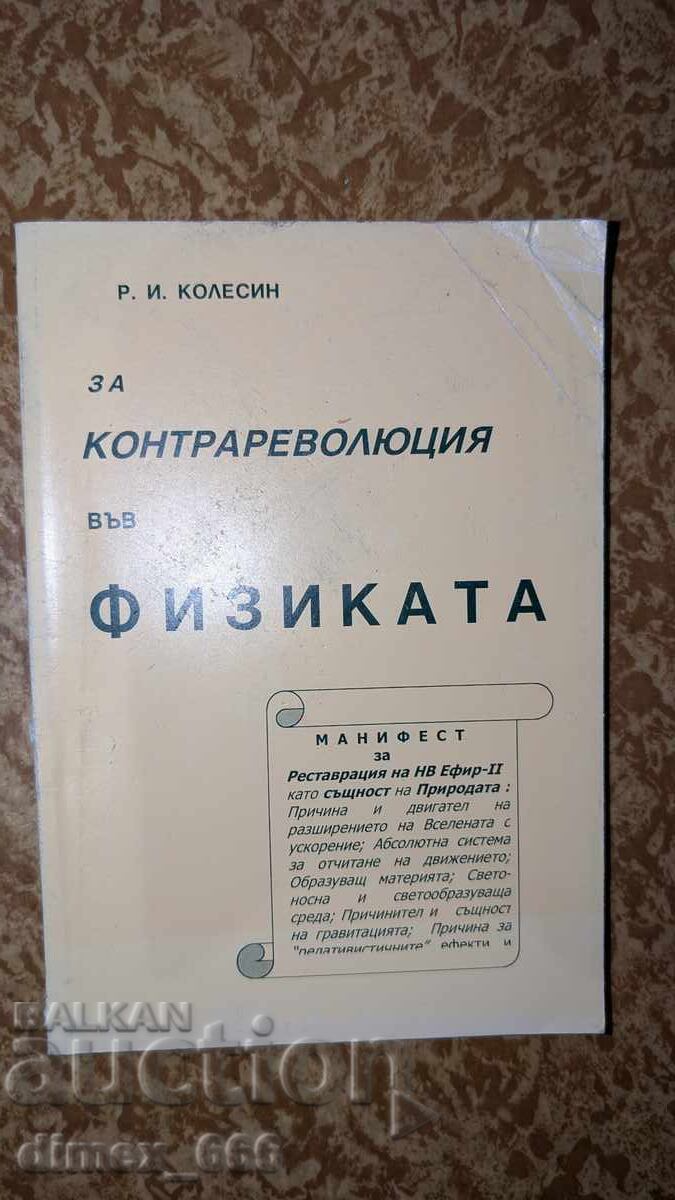 Р. И. КОЛЕСИН
ЗА
КОНТРАРЕВОЛЮЦИЯ
ВЪВ
ФИЗИКАТА
МАНИФЕСТ
за
Реставрация на НВ Ефир-II
като същност на Природата :
Причина и двигател на
разширението на Вселената с
ускорение; Абсолютна система
за отчитане на движението;
Образуващ материята; Свето-
носна и светообразуваща
среда; Причинител и същност
на гравитацията; Причина за
"релативистичните" ефекти и
BALKAN
auction
dimex_666